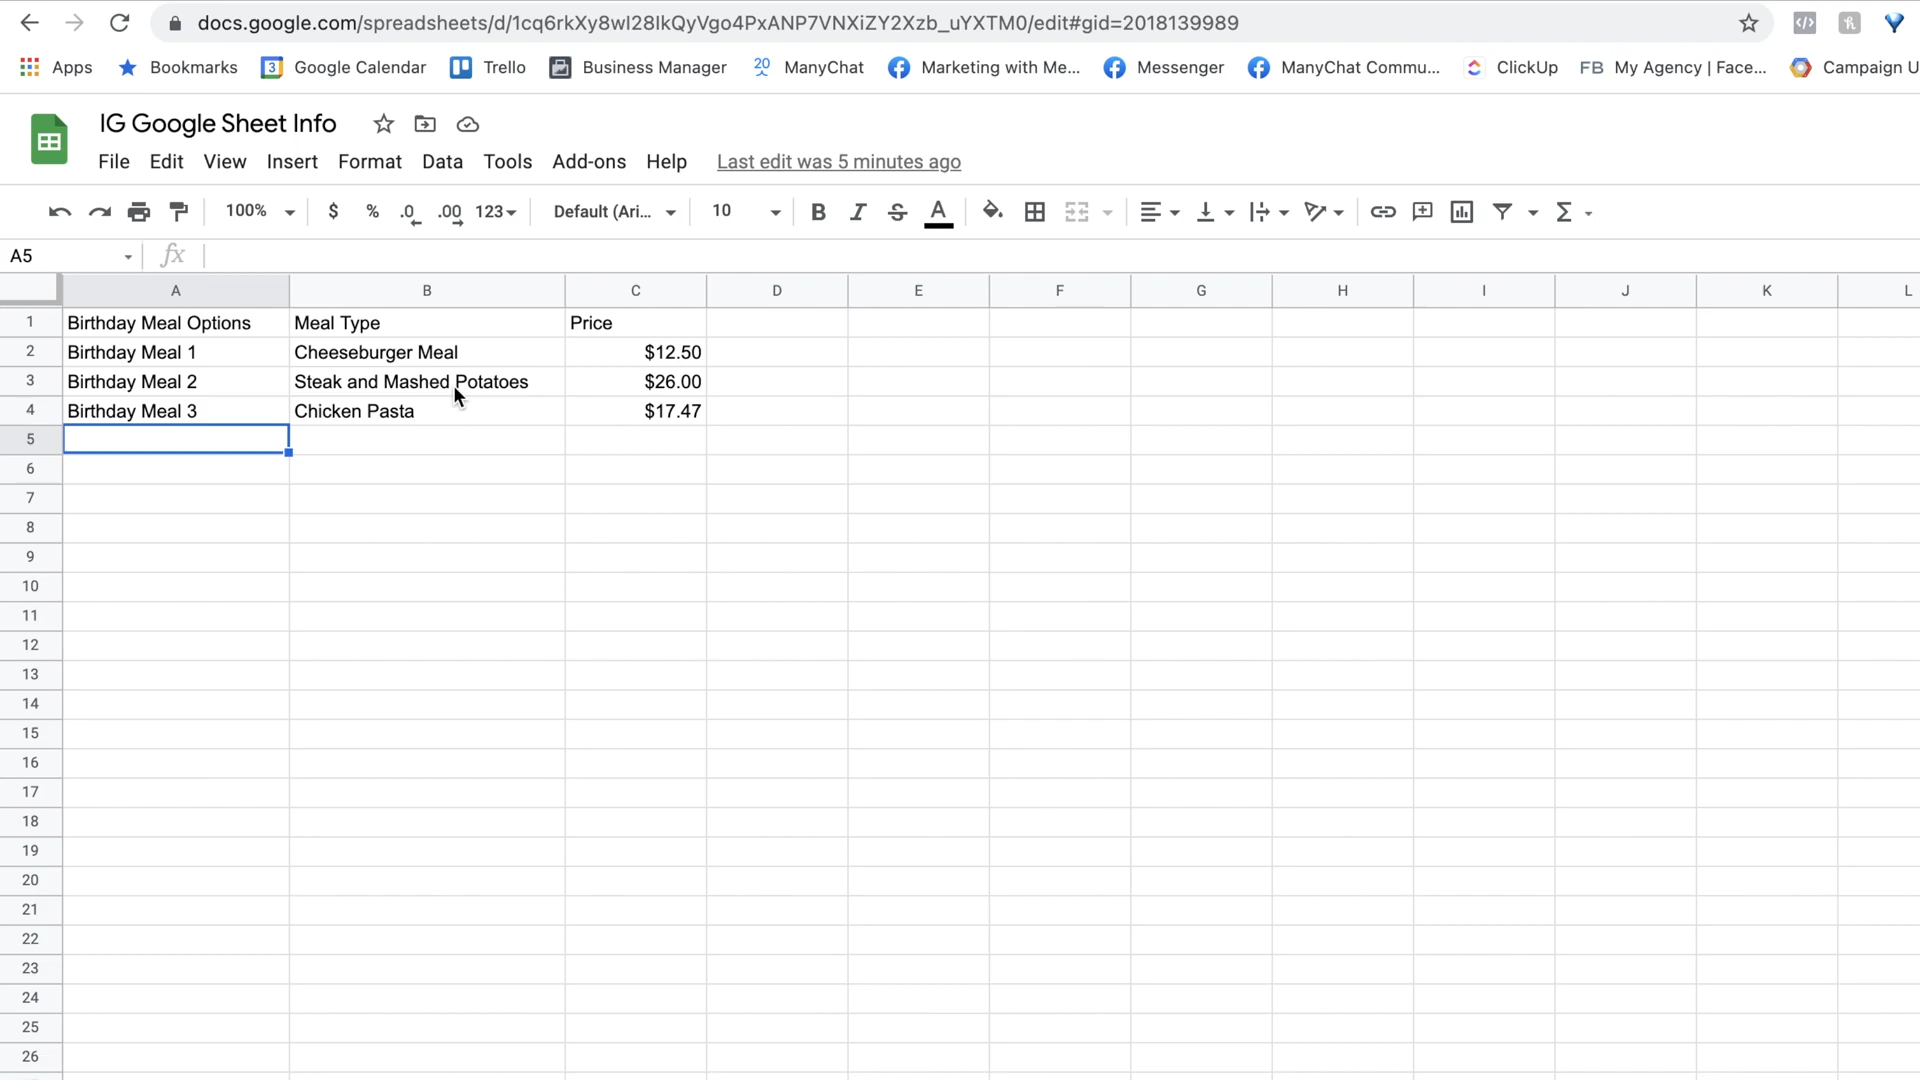 docs.google.com/spreadsheets/d/1cq6rkXy8wI28IkQyVgo4PxANP7VNXiZY2Xzb_uYXTM0/edit#gid=2018139989
Apps Bookmarks 3 Google Calendar Trello Business Manager 20 ManyChat Marketing with Me... Messenger ManyChat Commu... ClickUp FB My Agency | Face... Campaign U
IG Google Sheet Info
File Edit View Insert Format Data Tools Add-ons Help Last edit was 5 minutes ago
100% $ % .0 .00 123 Default (Ari... 10 B I S A Σ
A5 fx
A B C D E F G H I J K L
1 Birthday Meal Options Meal Type Price
2 Birthday Meal 1 Cheeseburger Meal $12.50
3 Birthday Meal 2 Steak and Mashed Potatoes $26.00
4 Birthday Meal 3 Chicken Pasta $17.47
5
6
7
8
9
10
11
12
13
14
15
16
17
18
19
20
21
22
23
24
25
26